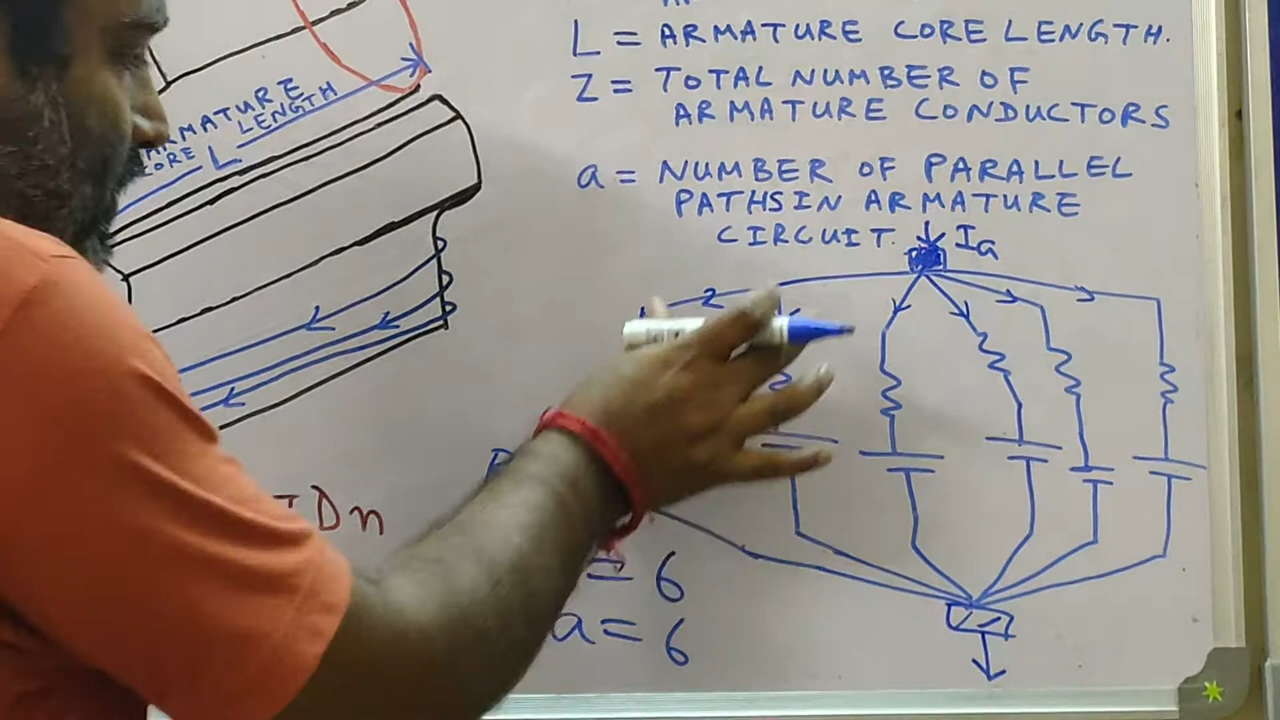 L = ARMATURE CORE LENGTH.
Z = TOTAL NUMBER OF
ARMATURE CONDUCTORS
a = NUMBER OF PARALLEL
PATHS IN ARMATURE
CIRCUIT.
Ia
ARMATURE
CORE LENGTH
L
Dn
= 6
a = 6